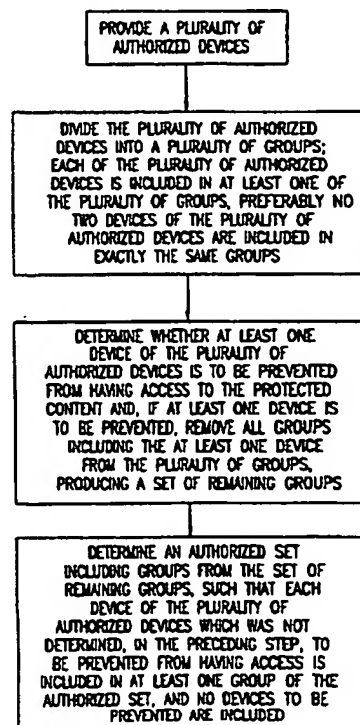 PROVIDE A PLURALITY OF
AUTHORIZED DEVICES
DIVIDE THE PLURALITY OF AUTHORIZED
DEVICES INTO A PLURALITY OF GROUPS;
EACH OF THE PLURALITY OF AUTHORIZED
DEVICES IS INCLUDED IN AT LEAST ONE OF
THE PLURALITY OF GROUPS, PREFERABLY NO
TWO DEVICES OF THE PLURALITY OF
AUTHORIZED DEVICES ARE INCLUDED IN
EXACTLY THE SAME GROUPS
DETERMINE WHETHER AT LEAST ONE
DEVICE OF THE PLURALITY OF
AUTHORIZED DEVICES IS TO BE PREVENTED
FROM HAVING ACCESS TO THE PROTECTED
CONTENT AND, IF AT LEAST ONE DEVICE IS
TO BE PREVENTED, REMOVE ALL GROUPS
INCLUDING THE AT LEAST ONE DEVICE
FROM THE PLURALITY OF GROUPS,
PRODUCING A SET OF REMAINING GROUPS
DETERMINE AN AUTHORIZED SET
INCLUDING GROUPS FROM THE SET OF
REMAINING GROUPS, SUCH THAT EACH
DEVICE OF THE PLURALITY OF
AUTHORIZED DEVICES WHICH WAS NOT
DETERMINED, IN THE PRECEDING STEP, TO
BE PREVENTED FROM HAVING ACCESS IS
INCLUDED IN AT LEAST ONE GROUP OF THE
AUTHORIZED SET, AND NO DEVICES TO BE
PREVENTED ARE INCLUDED